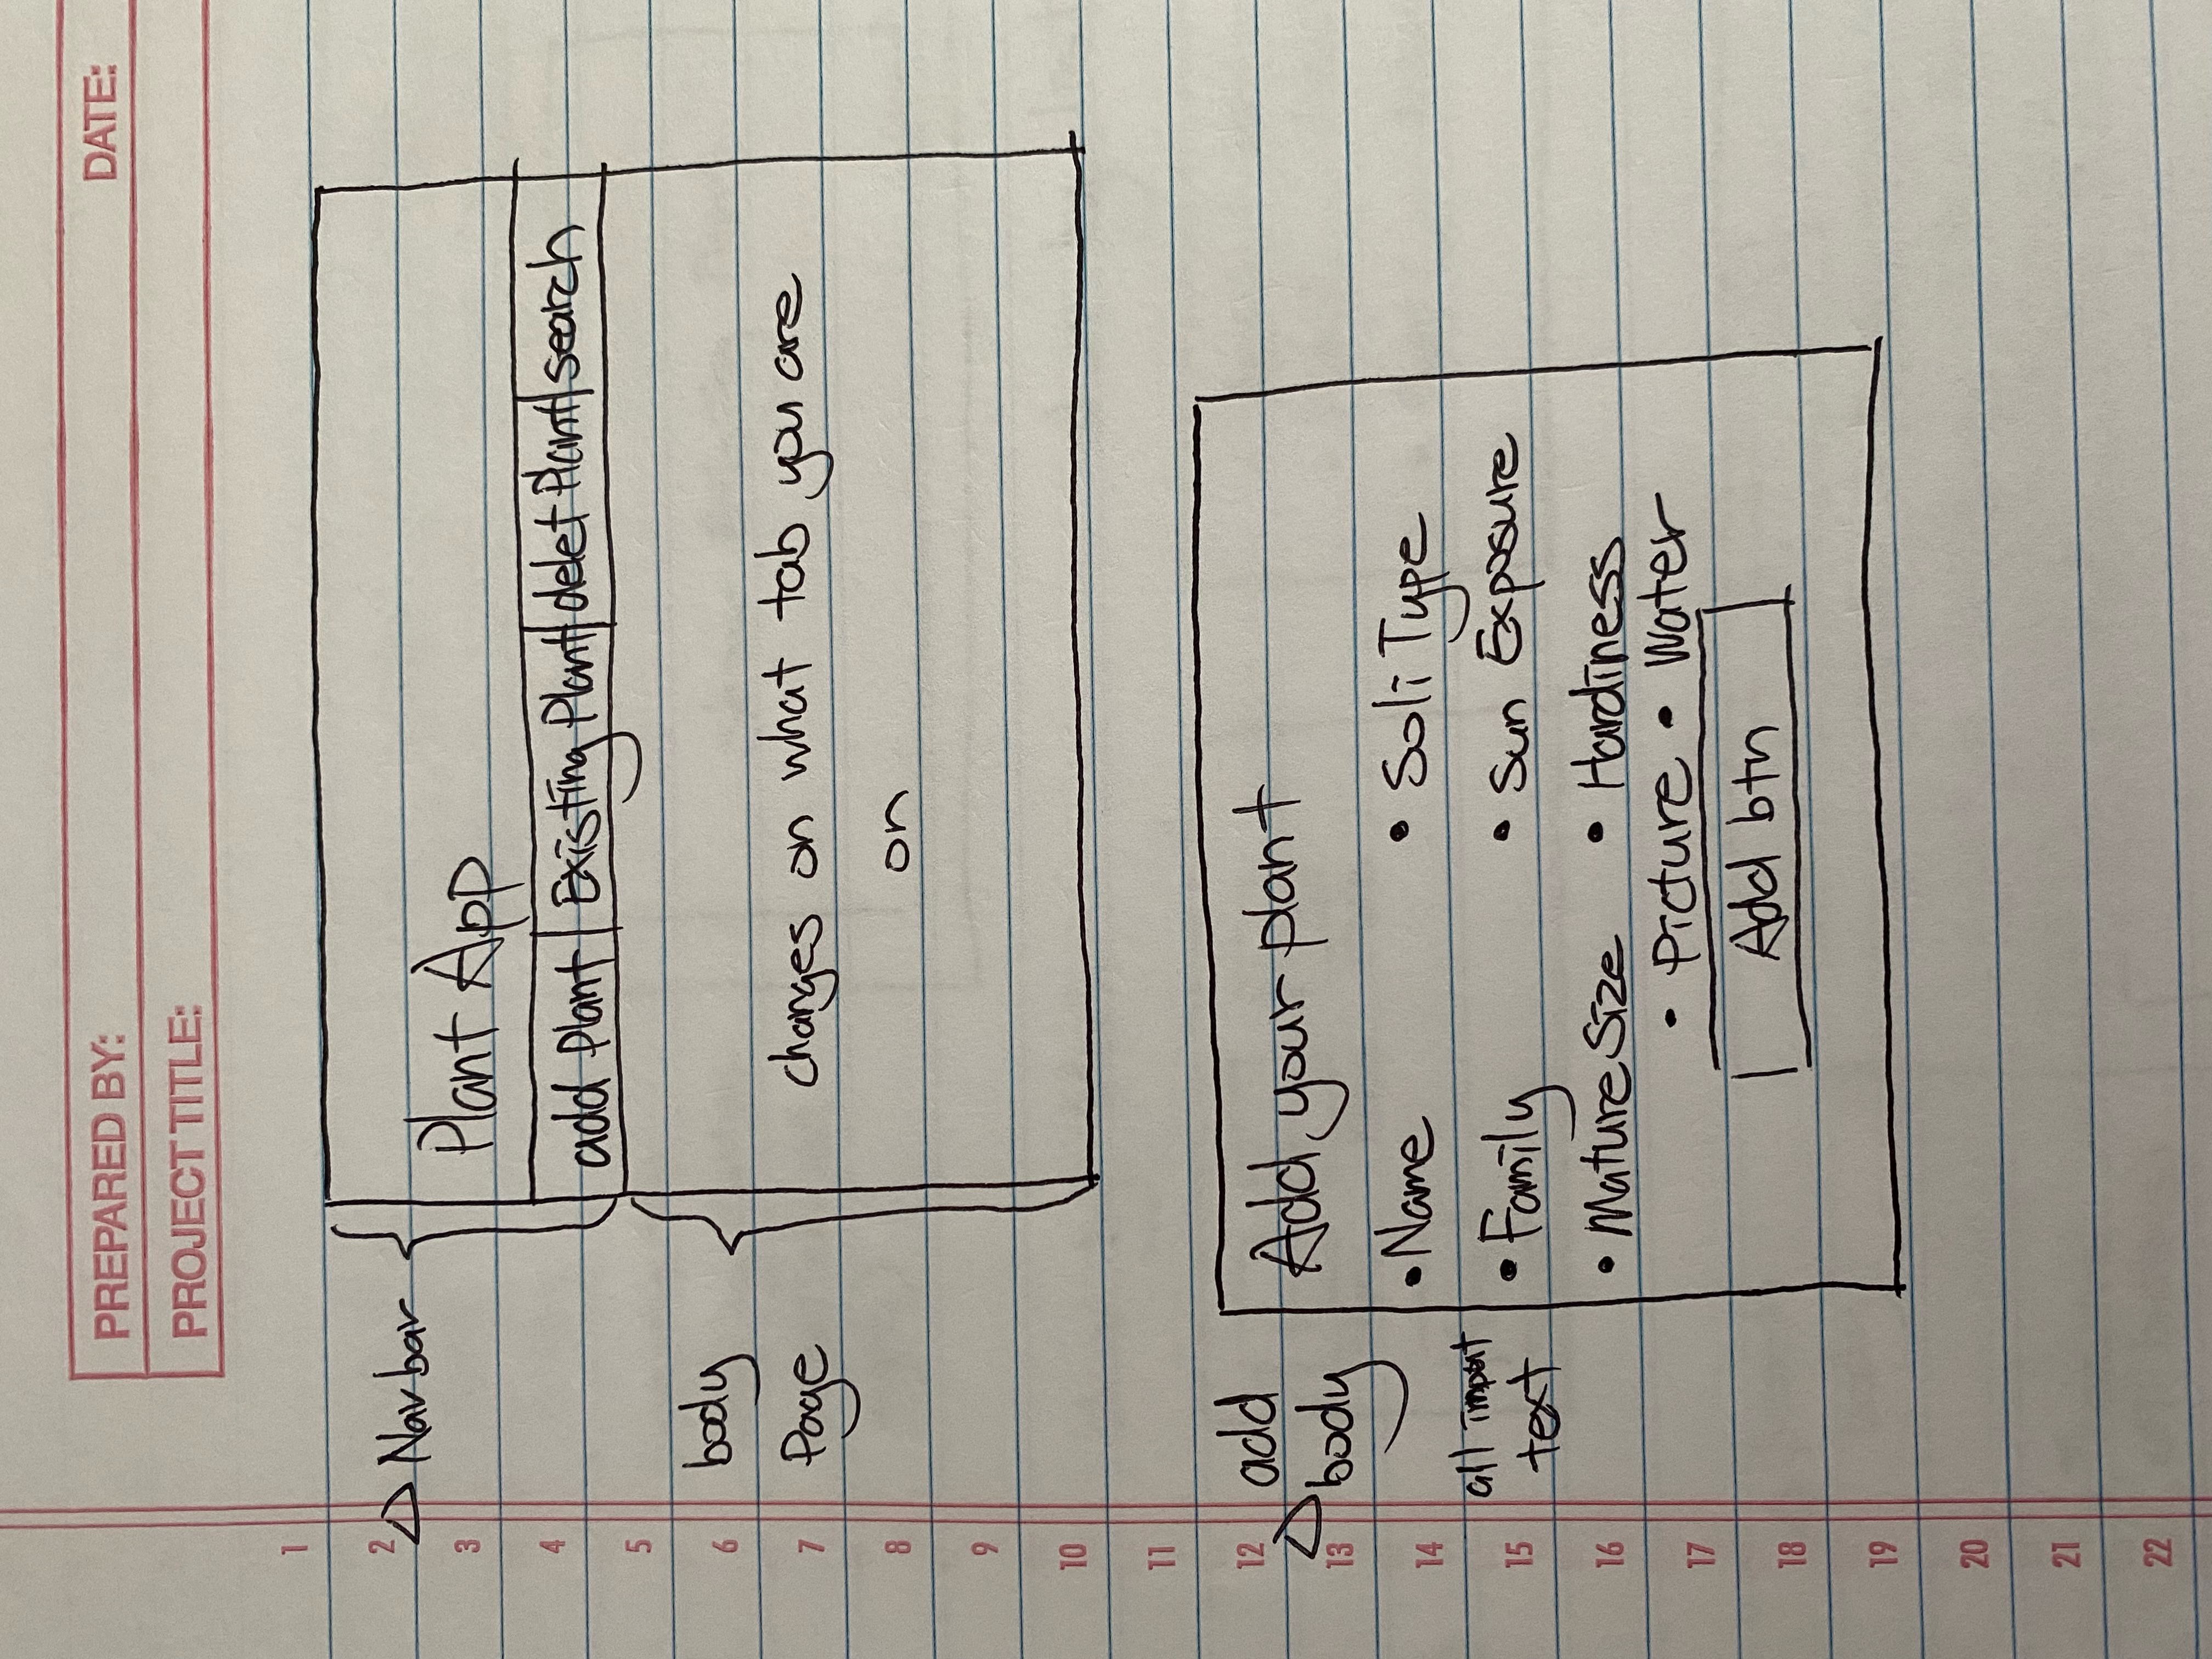 PREPARED BY: DATE:
PROJECT TITLE:
1
2 Nav bar
3 Plant App
4 add Plant | Existing Plant | delet Plant | search
5
6 body
7 Page changes on what tab you are
8 on
9
10
11
12 add Add your plant
13 body
14 • Name • Soli Type
all import
15 text • Family • Sun Exposure
16 • Mature Size • Hardiness
17 • Picture • Water
18 Add btn
19
20
21
22